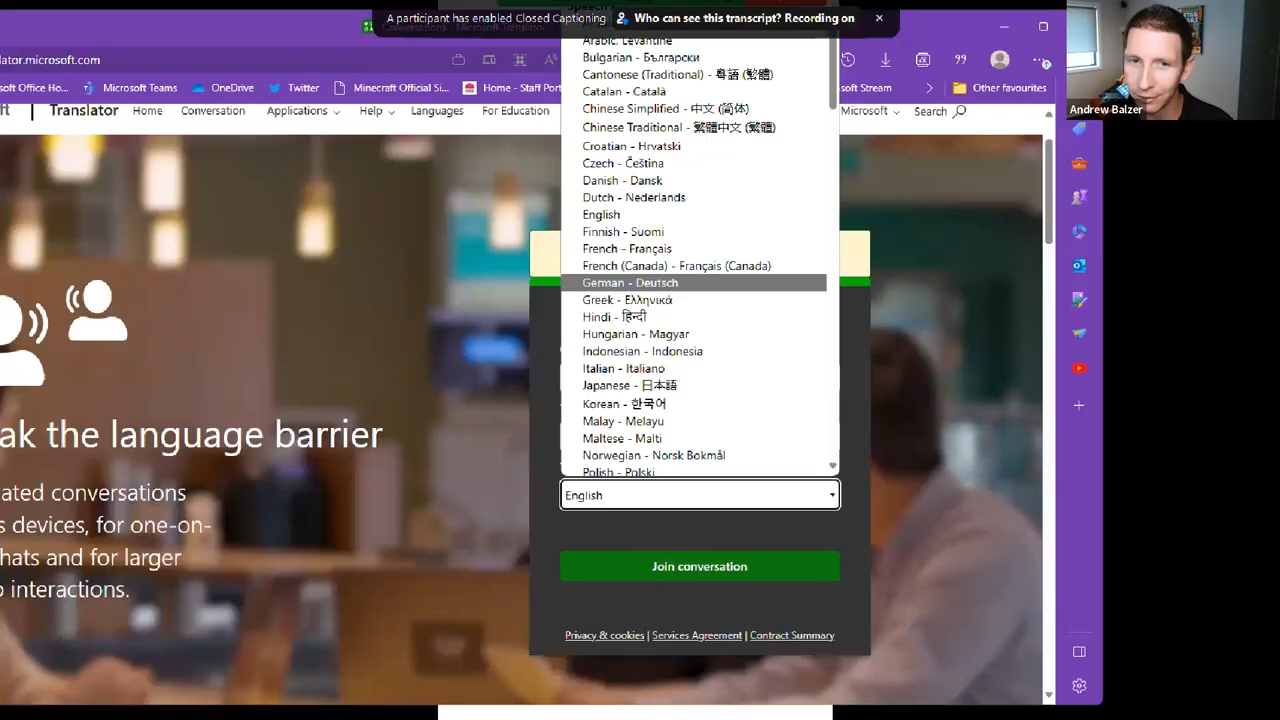 A participant has enabled Closed Captioning
Who can see this transcript? Recording on
lator.microsoft.com
soft Office Ho...
Microsoft Teams
OneDrive
Twitter
Minecraft Official Si...
Home - Staff Port
soft Stream
Other favourites
Andrew Balzer
ft
Translator
Home
Conversation
Applications
Help
Languages
For Education
Microsoft
Search
Arabic, Levantine
Bulgarian - Български
Cantonese (Traditional) - 粵語 (繁體)
Catalan - Català
Chinese Simplified - 中文 (简体)
Chinese Traditional - 繁體中文 (繁體)
Croatian - Hrvatski
Czech - Čeština
Danish - Dansk
Dutch - Nederlands
English
Finnish - Suomi
French - Français
French (Canada) - Français (Canada)
German - Deutsch
Greek - Ελληνικά
Hindi - हिन्दी
Hungarian - Magyar
Indonesian - Indonesia
Italian - Italiano
Japanese - 日本語
Korean - 한국어
Malay - Melayu
Maltese - Malti
Norwegian - Norsk Bokmål
Polish - Polski
English
Join conversation
Privacy & cookies | Services Agreement | Contract Summary
ak the language barrier
ated conversations
s devices, for one-on-
hats and for larger
o interactions.